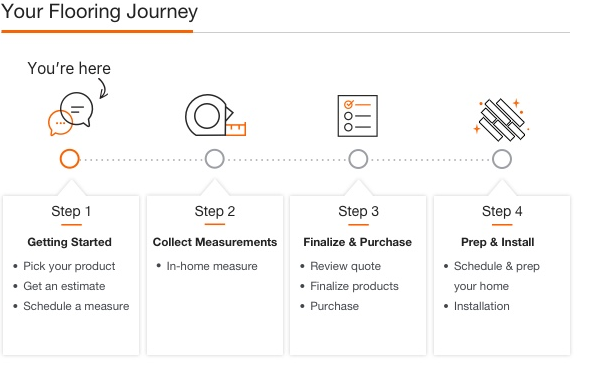 Your Flooring Journey
You're here
Step 1
Getting Started
• Pick your product
• Get an estimate
• Schedule a measure
Step 2
Collect Measurements
• In-home measure
Step 3
Finalize & Purchase
• Review quote
• Finalize products
• Purchase
Step 4
Prep & Install
• Schedule & prep
your home
• Installation